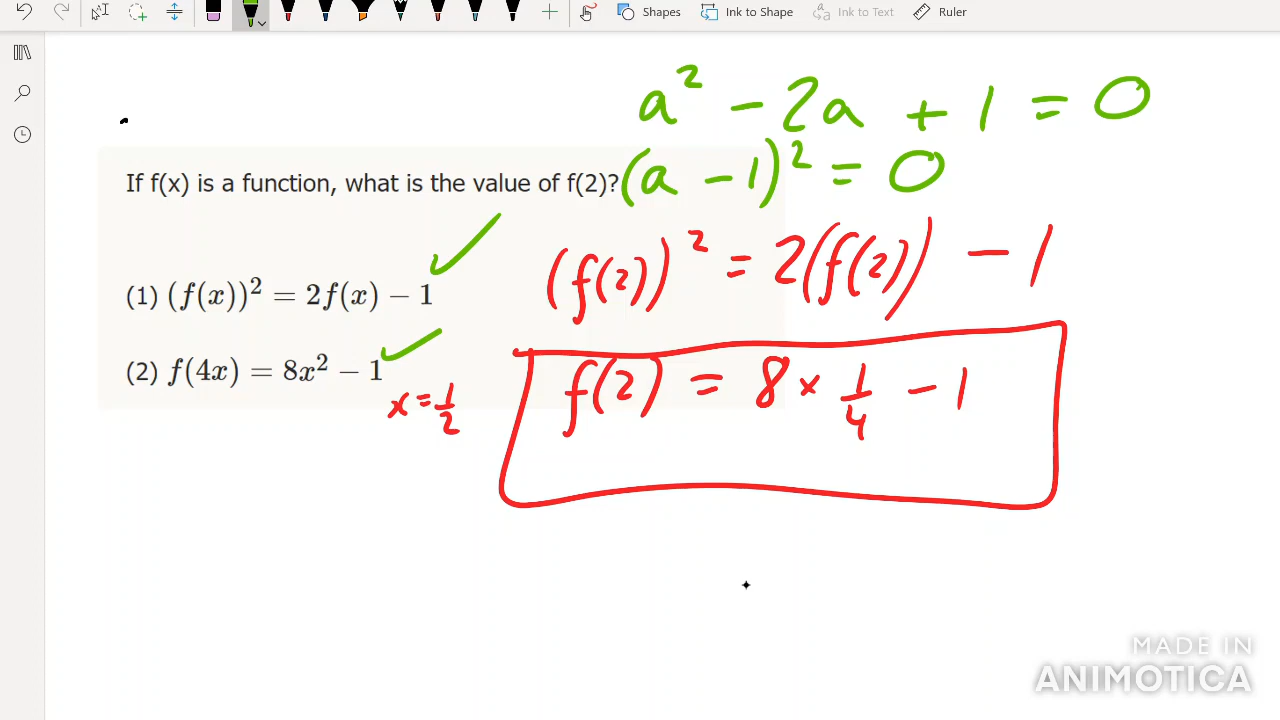 Shapes Ink to Shape Ink to Text Ruler
a² - 2a + 1 = 0
If f(x) is a function, what is the value of f(2)? (a - 1)² = 0
(f(2))² = 2(f(2)) - 1
(1) (f(x))² = 2f(x) − 1
(2) f(4x) = 8x² − 1
f(2) = 8 × 1/4 - 1
x = 1/2
MADE IN
ANIMOTICA